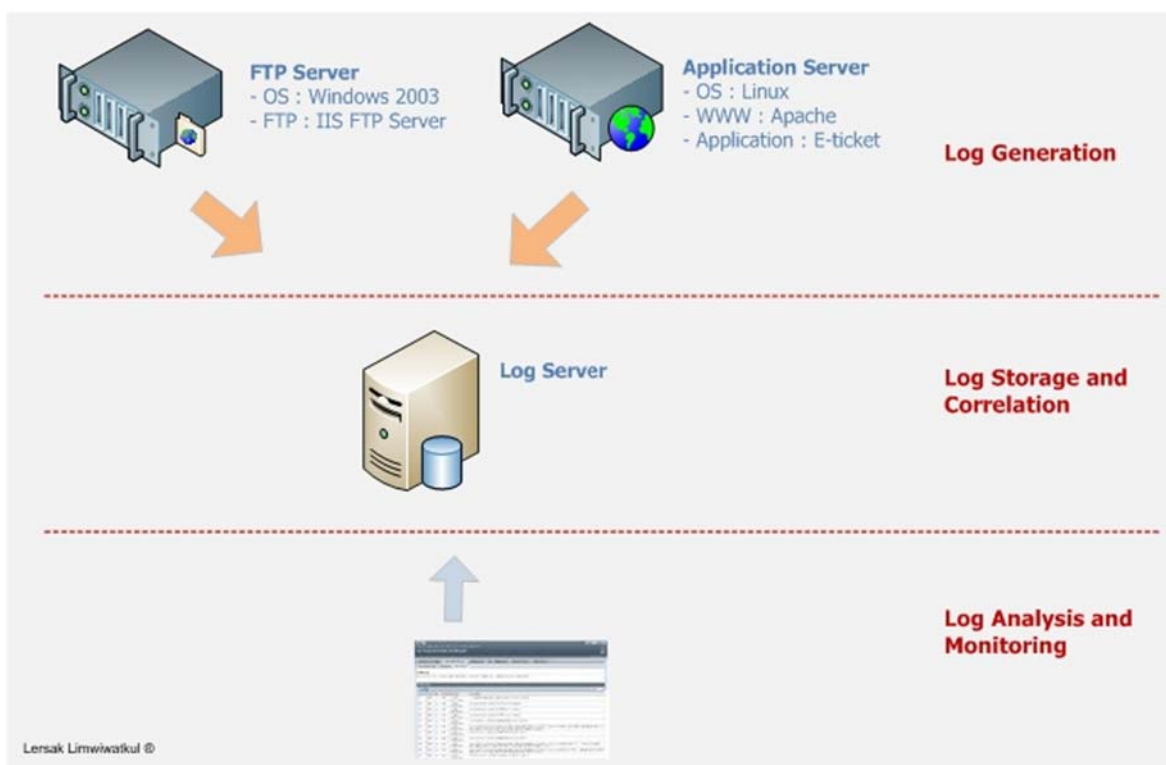 FTP Server
- OS : Windows 2003
- FTP : IIS FTP Server
Application Server
- OS : Linux
- WWW : Apache
- Application : E-ticket
Log Generation
Log Server
Log Storage and
Correlation
Log Analysis and
Monitoring
Lersak Limwiwatkul ®